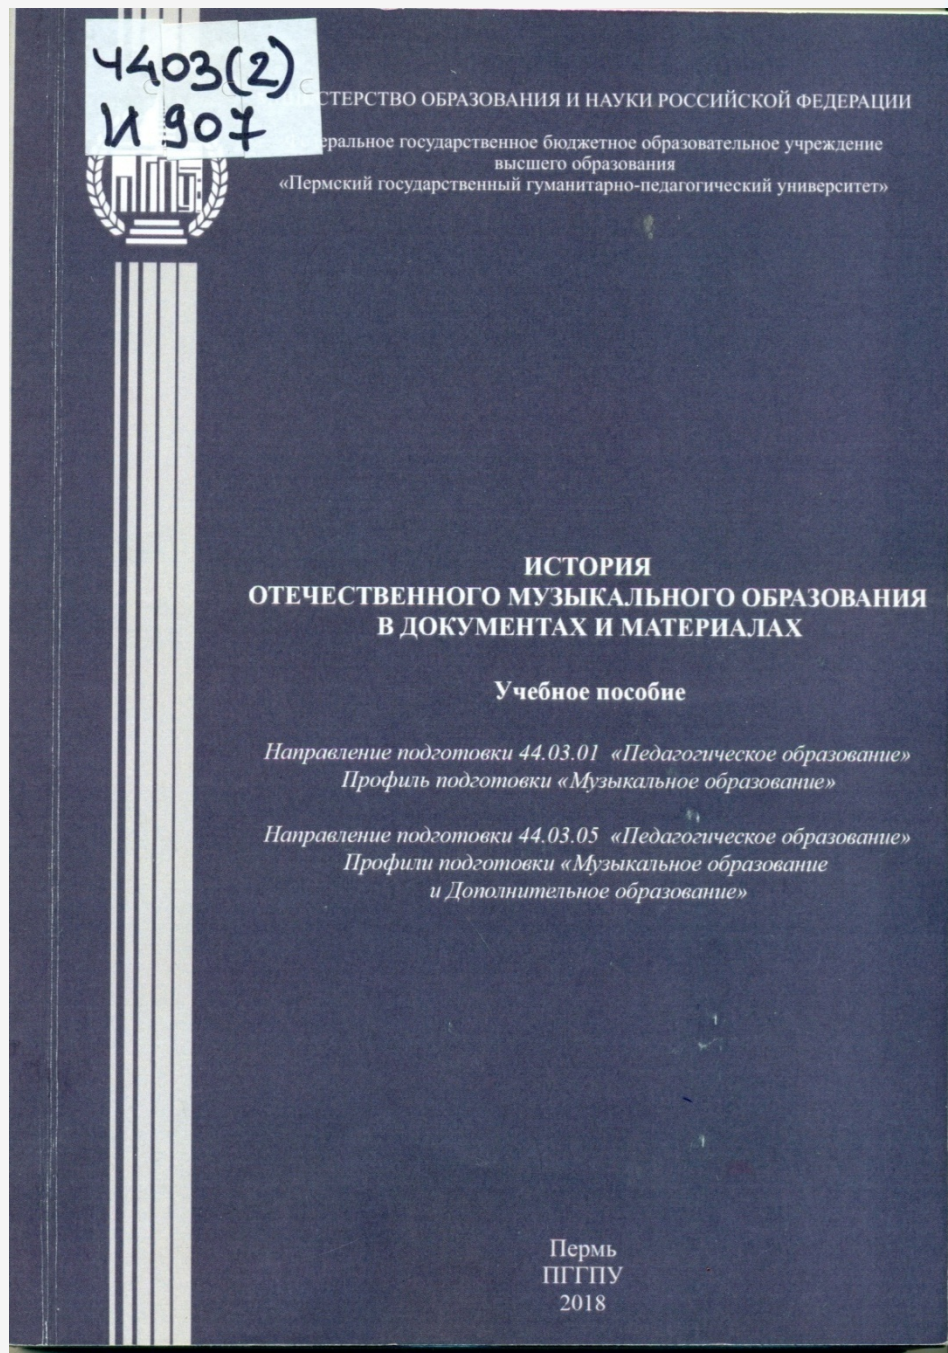 Ч403(2)
И907
СТЕРСТВО ОБРАЗОВАНИЯ И НАУКИ РОССИЙСКОЙ ФЕДЕРАЦИИ
еральное государственное бюджетное образовательное учреждение
высшего образования
«Пермский государственный гуманитарно-педагогический университет»
ИСТОРИЯ
ОТЕЧЕСТВЕННОГО МУЗЫКАЛЬНОГО ОБРАЗОВАНИЯ
В ДОКУМЕНТАХ И МАТЕРИАЛАХ
Учебное пособие
Направление подготовки 44.03.01 «Педагогическое образование»
Профиль подготовки «Музыкальное образование»
Направление подготовки 44.03.05 «Педагогическое образование»
Профили подготовки «Музыкальное образование
и Дополнительное образование»
Пермь
ПГГПУ
2018